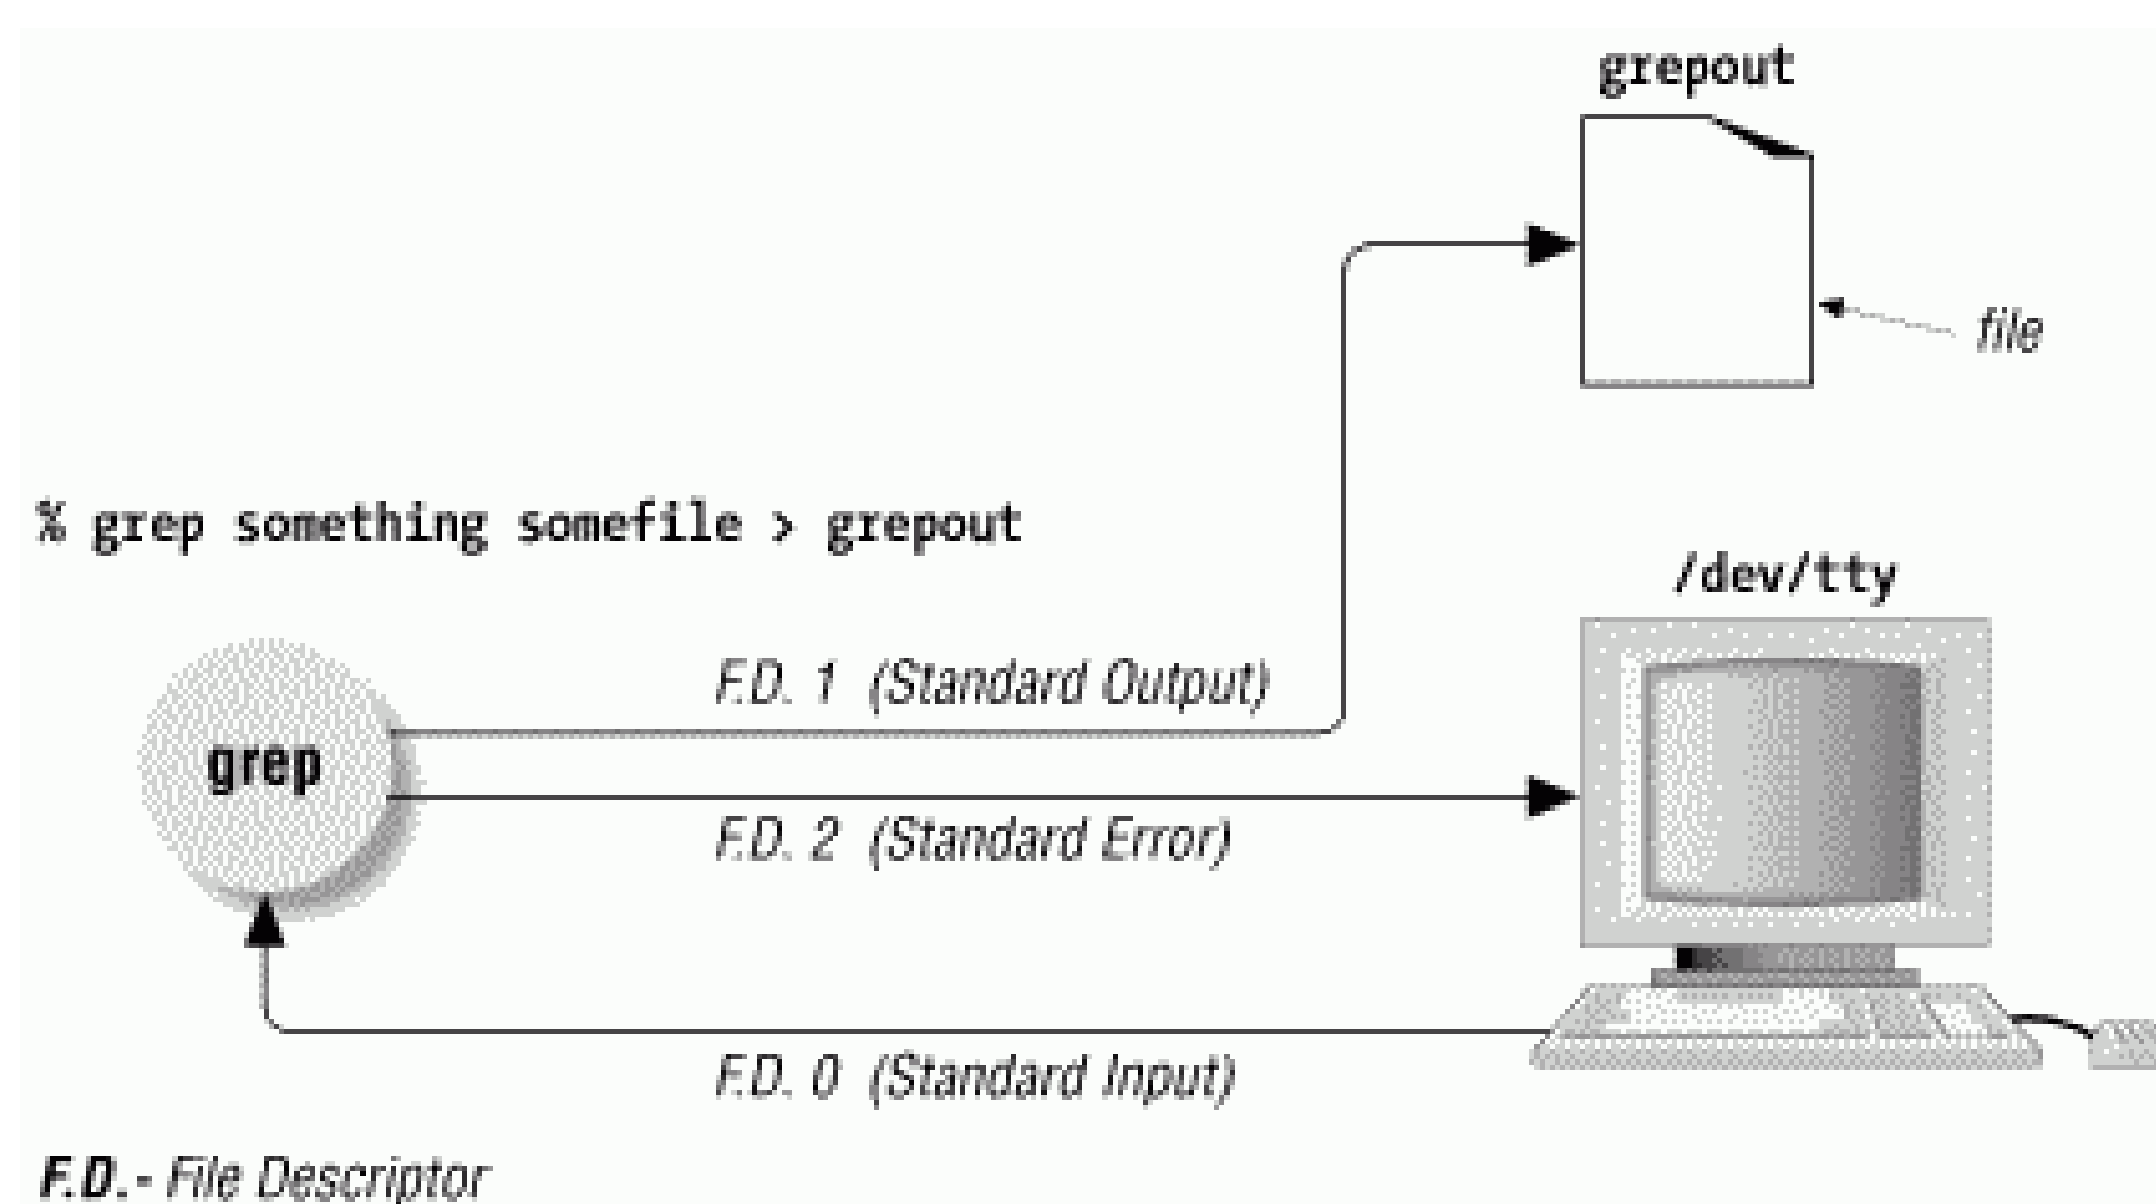 grepout
file
% grep something somefile > grepout
/dev/tty
F.D. 1 (Standard Output)
grep
F.D. 2 (Standard Error)
F.D. 0 (Standard Input)
F.D.- File Descriptor